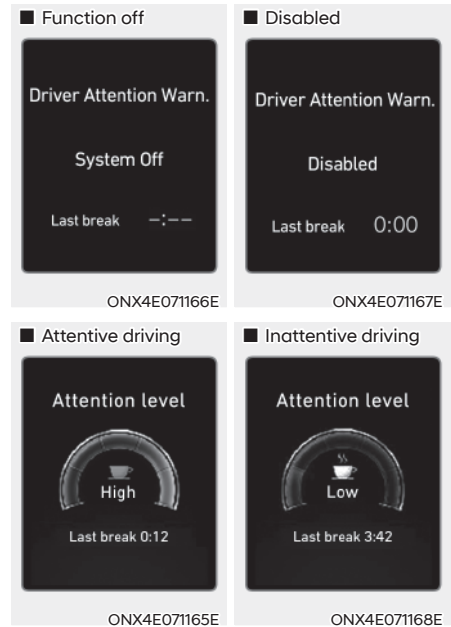 ■ Function off
Driver Attention Warn.
System Off
Last break -:--
ONX4E071166E
■ Disabled
Driver Attention Warn.
Disabled
Last break 0:00
ONX4E071167E
■ Attentive driving
Attention level
High
Last break 0:12
ONX4E071165E
■ Inattentive driving
Attention level
Low
Last break 3:42
ONX4E071168E